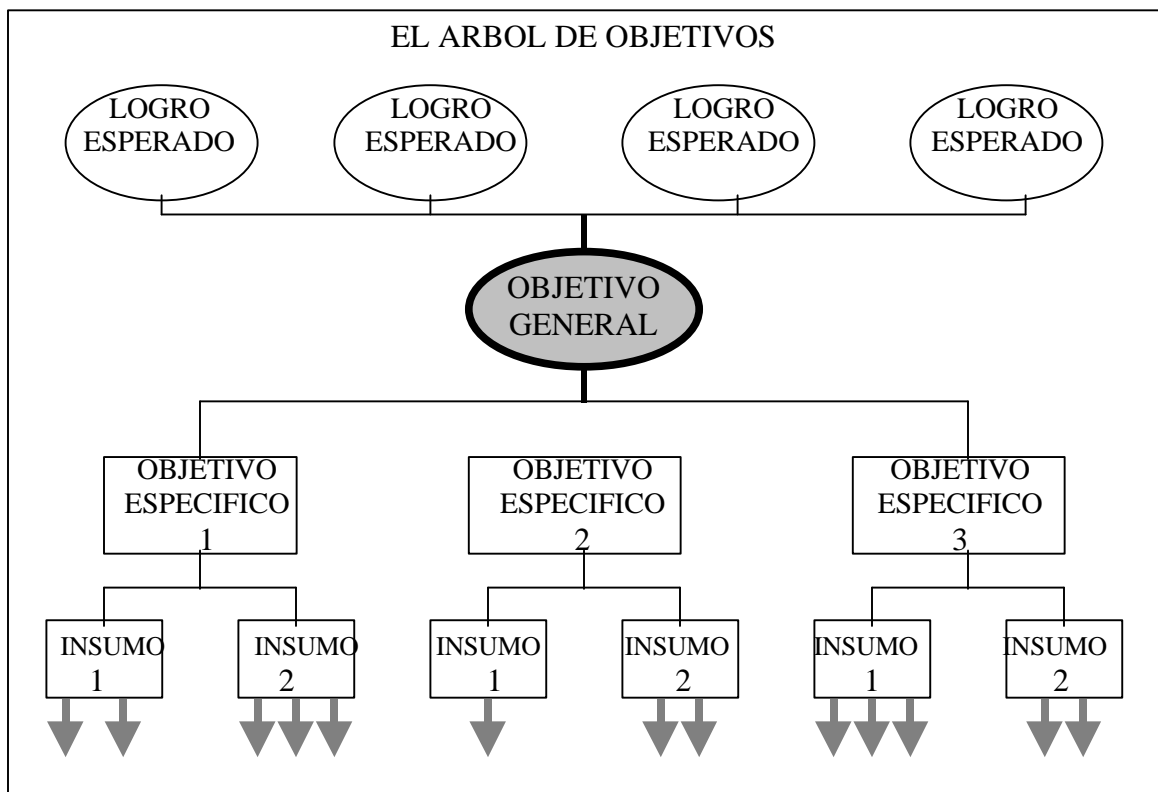 EL ARBOL DE OBJETIVOS
LOGRO
ESPERADO
LOGRO
ESPERADO
LOGRO
ESPERADO
LOGRO
ESPERADO
OBJETIVO
GENERAL
OBJETIVO
ESPECIFICO
1
OBJETIVO
ESPECIFICO
2
OBJETIVO
ESPECIFICO
3
INSUMO
1
INSUMO
2
INSUMO
1
INSUMO
2
INSUMO
1
INSUMO
2